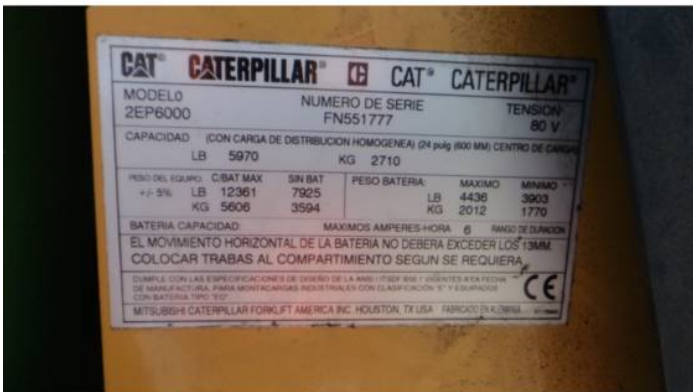 CAT® CATERPILLAR® CAT® CATERPILLAR®
MODELO NUMERO DE SERIE TENSION
2EP6000 FN551777 80 V
CAPACIDAD (CON CARGA DE DISTRIBUCION HOMOGENEA) (24 pulg (600 MM) CENTRO DE CARGAS
LB 5970 KG 2710
PESO DEL EQUIPO: C/BAT MAX SIN BAT PESO BATERIA: MAXIMO MINIMO
+/- 5% LB 12361 7925 LB 4436 3903
KG 5606 3594 KG 2012 1770
BATERIA CAPACIDAD: MAXIMOS AMPERES-HORA 6 RANGO DE DURACION
EL MOVIMIENTO HORIZONTAL DE LA BATERIA NO DEBERA EXCEDER LOS 13MM.
COLOCAR TRABAS AL COMPARTIMIENTO SEGUN SE REQUIERA
CUMPLE CON LAS ESPECIFICACIONES DE DISEÑO DE LA ANSI VIGENTES A LA FECHA
DE MANUFACTURA. PARA MONTACARGAS INDUSTRIALES CON CLASIFICACION "E" Y EQUIPADOS
CON BATERIA TIPO "EO"
CE
MITSUBISHI CATERPILLAR FORKLIFT AMERICA INC. HOUSTON, TX USA FABRICADO EN ALEMANIA